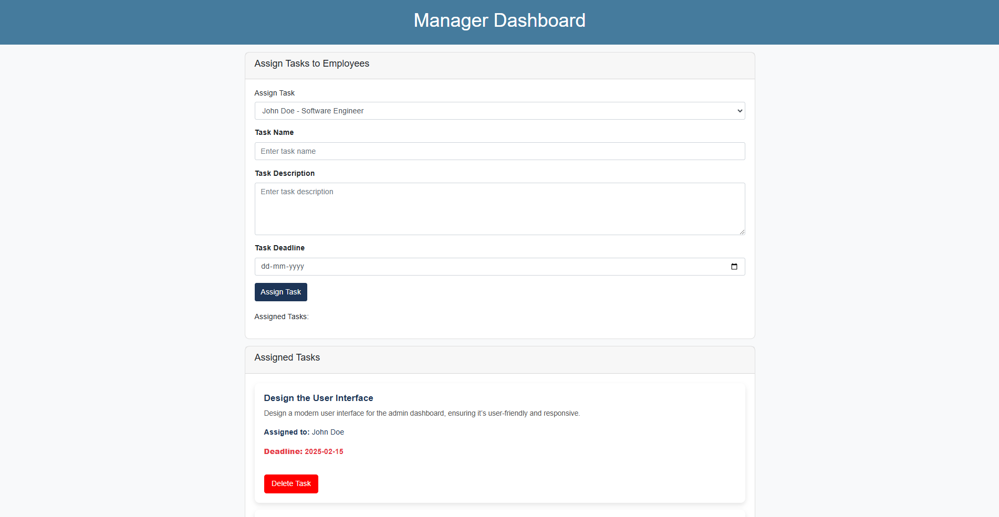 Manager Dashboard
Assign Tasks to Employees
Assign Task
John Doe - Software Engineer
Task Name
Enter task name
Task Description
Enter task description
Task Deadline
dd-mm-yyyy
Assign Task
Assigned Tasks:
Assigned Tasks
Design the User Interface
Design a modern user interface for the admin dashboard, ensuring it’s user-friendly and responsive.
Assigned to: John Doe
Deadline: 2025-02-15
Delete Task